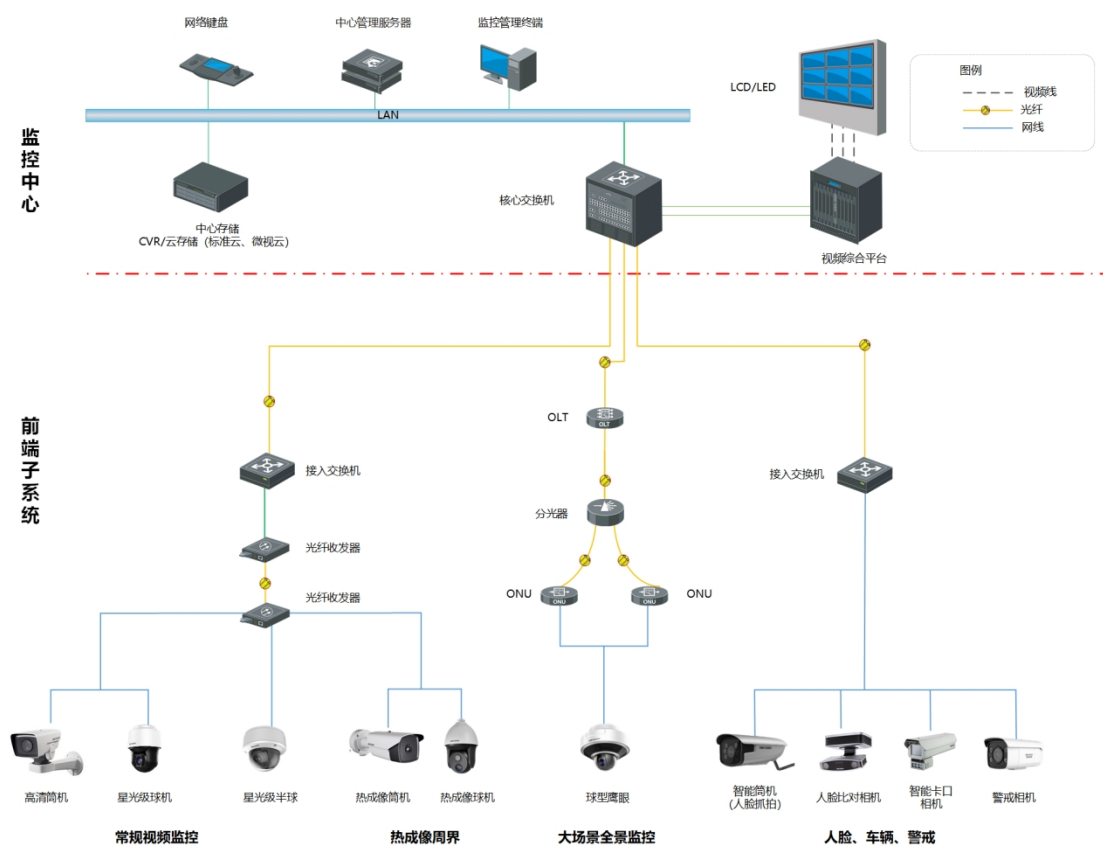 网络键盘
中心管理服务器
监控管理终端
LCD/LED
图例
视频线
光纤
网线
LAN
监控中心
核心交换机
中心存储
CVR/云存储（标准云、微视云）
视频综合平台
前端子系统
OLT
OLT
接入交换机
接入交换机
分光器
光纤收发器
光纤收发器
ONU
ONU
ONU
ONU
高清筒机
星光级球机
星光级半球
热成像筒机
热成像球机
球型鹰眼
智能筒机
(人脸抓拍)
人脸比对相机
智能卡口
相机
警戒相机
常规视频监控
热成像周界
大场景全景监控
人脸、车辆、警戒